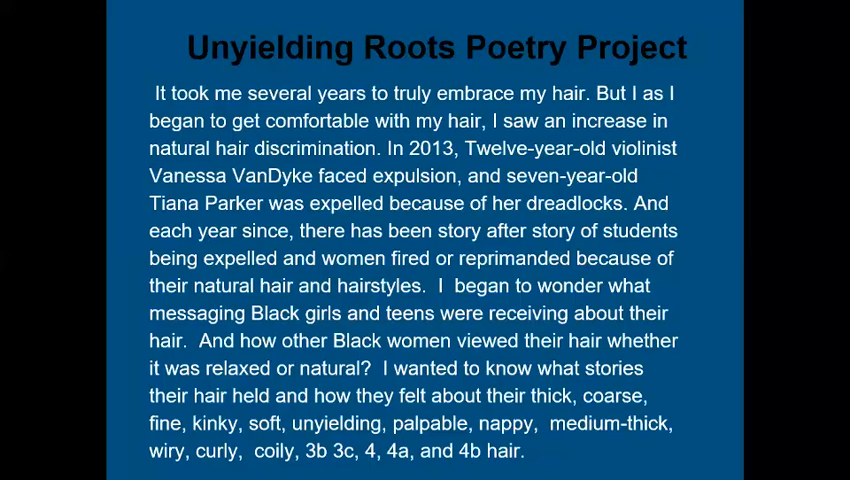 Unyielding Roots Poetry Project
It took me several years to truly embrace my hair. But I as I
began to get comfortable with my hair, I saw an increase in
natural hair discrimination. In 2013, Twelve-year-old violinist
Vanessa VanDyke faced expulsion, and seven-year-old
Tiana Parker was expelled because of her dreadlocks. And
each year since, there has been story after story of students
being expelled and women fired or reprimanded because of
their natural hair and hairstyles.  I  began to wonder what
messaging Black girls and teens were receiving about their
hair.  And how other Black women viewed their hair whether
it was relaxed or natural?  I wanted to know what stories
their hair held and how they felt about their thick, coarse,
fine, kinky, soft, unyielding, palpable, nappy,  medium-thick,
wiry, curly,  coily, 3b 3c, 4, 4a, and 4b hair.